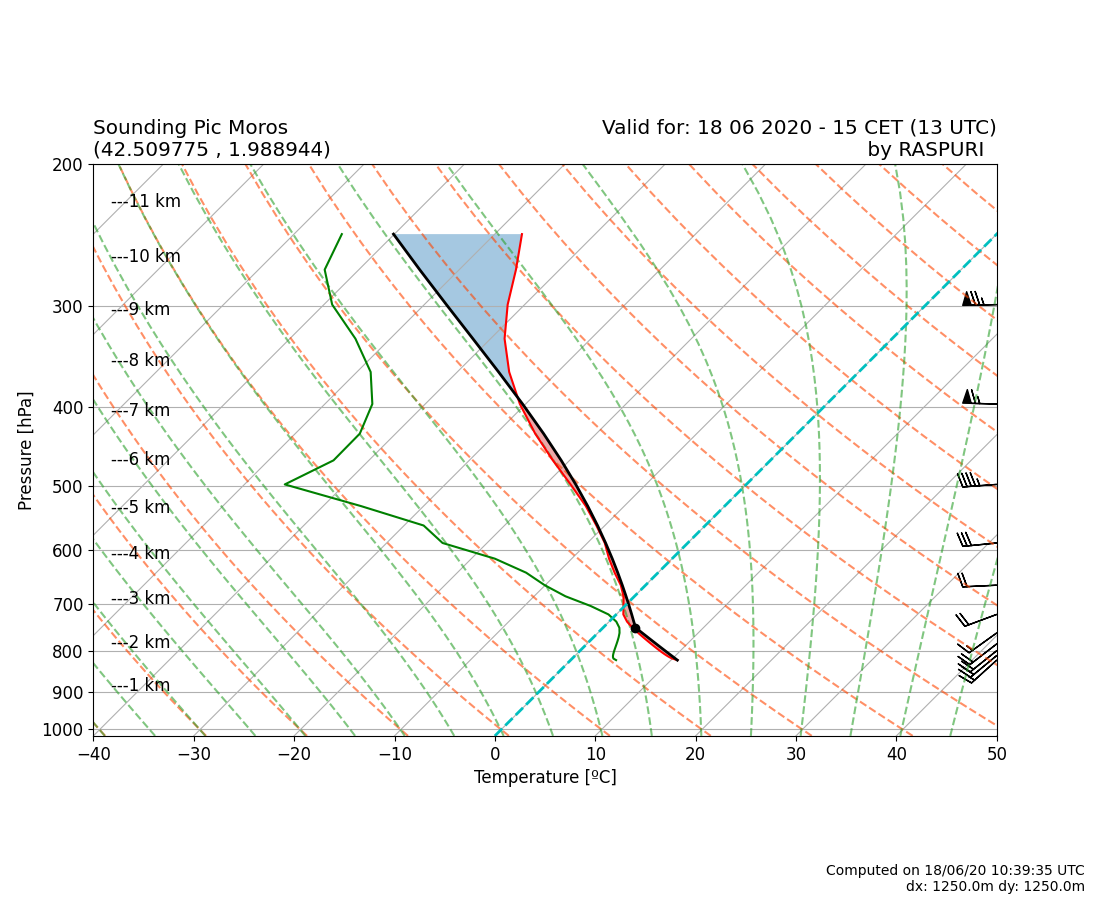 Sounding Pic Moros
(42.509775 , 1.988944)
Valid for: 18 06 2020 - 15 CET (13 UTC)
by RASPURI
200
300
400
500
600
700
800
900
1000
Pressure [hPa]
---11 km
---10 km
---9 km
---8 km
---7 km
---6 km
---5 km
---4 km
---3 km
---2 km
---1 km
−40 −30 −20 −10 0 10 20 30 40 50
Temperature [ºC]
Computed on 18/06/20 10:39:35 UTC
dx: 1250.0m dy: 1250.0m